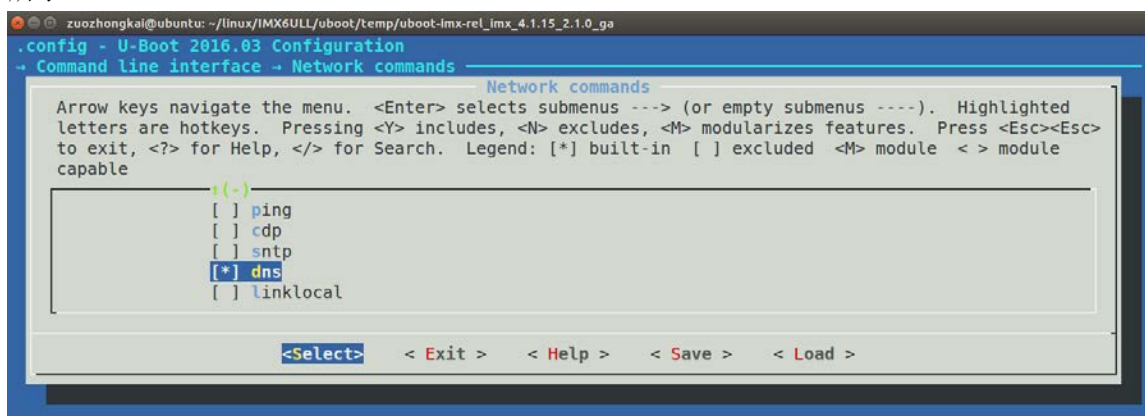 zuozhongkai@ubuntu: ~/linux/IMX6ULL/uboot/temp/uboot-imx-rel_imx_4.1.15_2.1.0_ga
.config - U-Boot 2016.03 Configuration
→ Command line interface → Network commands
Network commands
Arrow keys navigate the menu.  <Enter> selects submenus ---> (or empty submenus ----).  Highlighted
letters are hotkeys.  Pressing <Y> includes, <N> excludes, <M> modularizes features.  Press <Esc><Esc>
to exit, <?> for Help, </> for Search.  Legend: [*] built-in  [ ] excluded  <M> module  < > module
capable
↑(-)
[ ] ping
[ ] cdp
[ ] sntp
[*] dns
[ ] linklocal
<Select>    < Exit >    < Help >    < Save >    < Load >